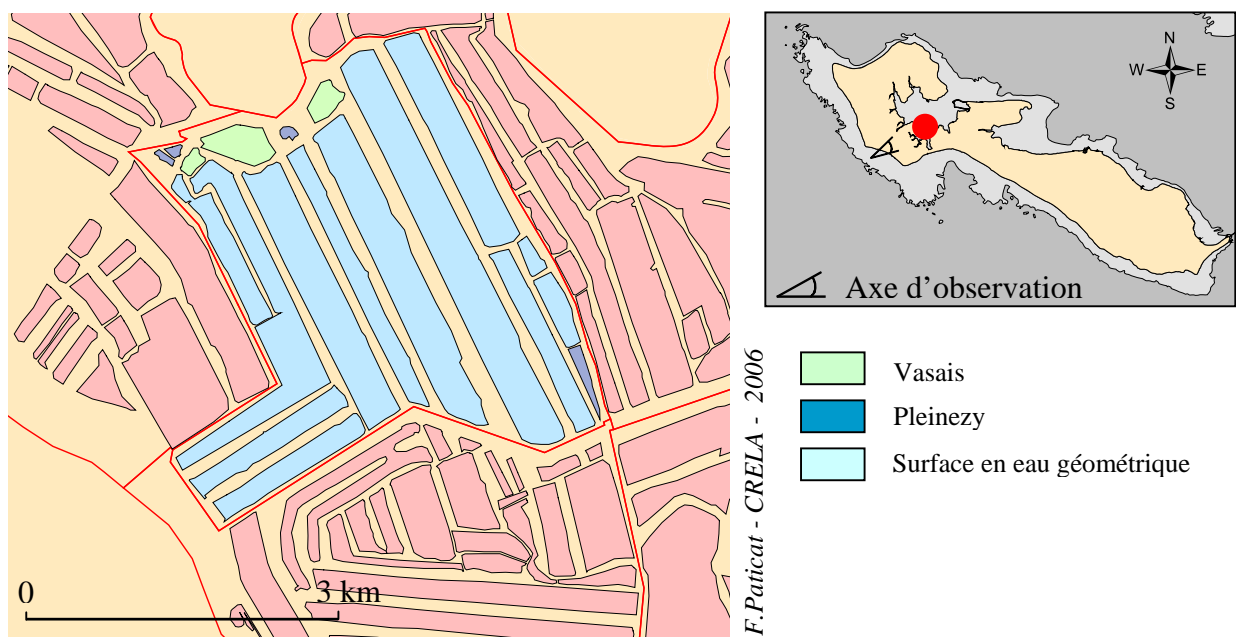 N
W E
S
Axe d'observation
Vasais
Pleinezy
Surface en eau géométrique
F.Paticat - CRELA - 2006
0 3 km